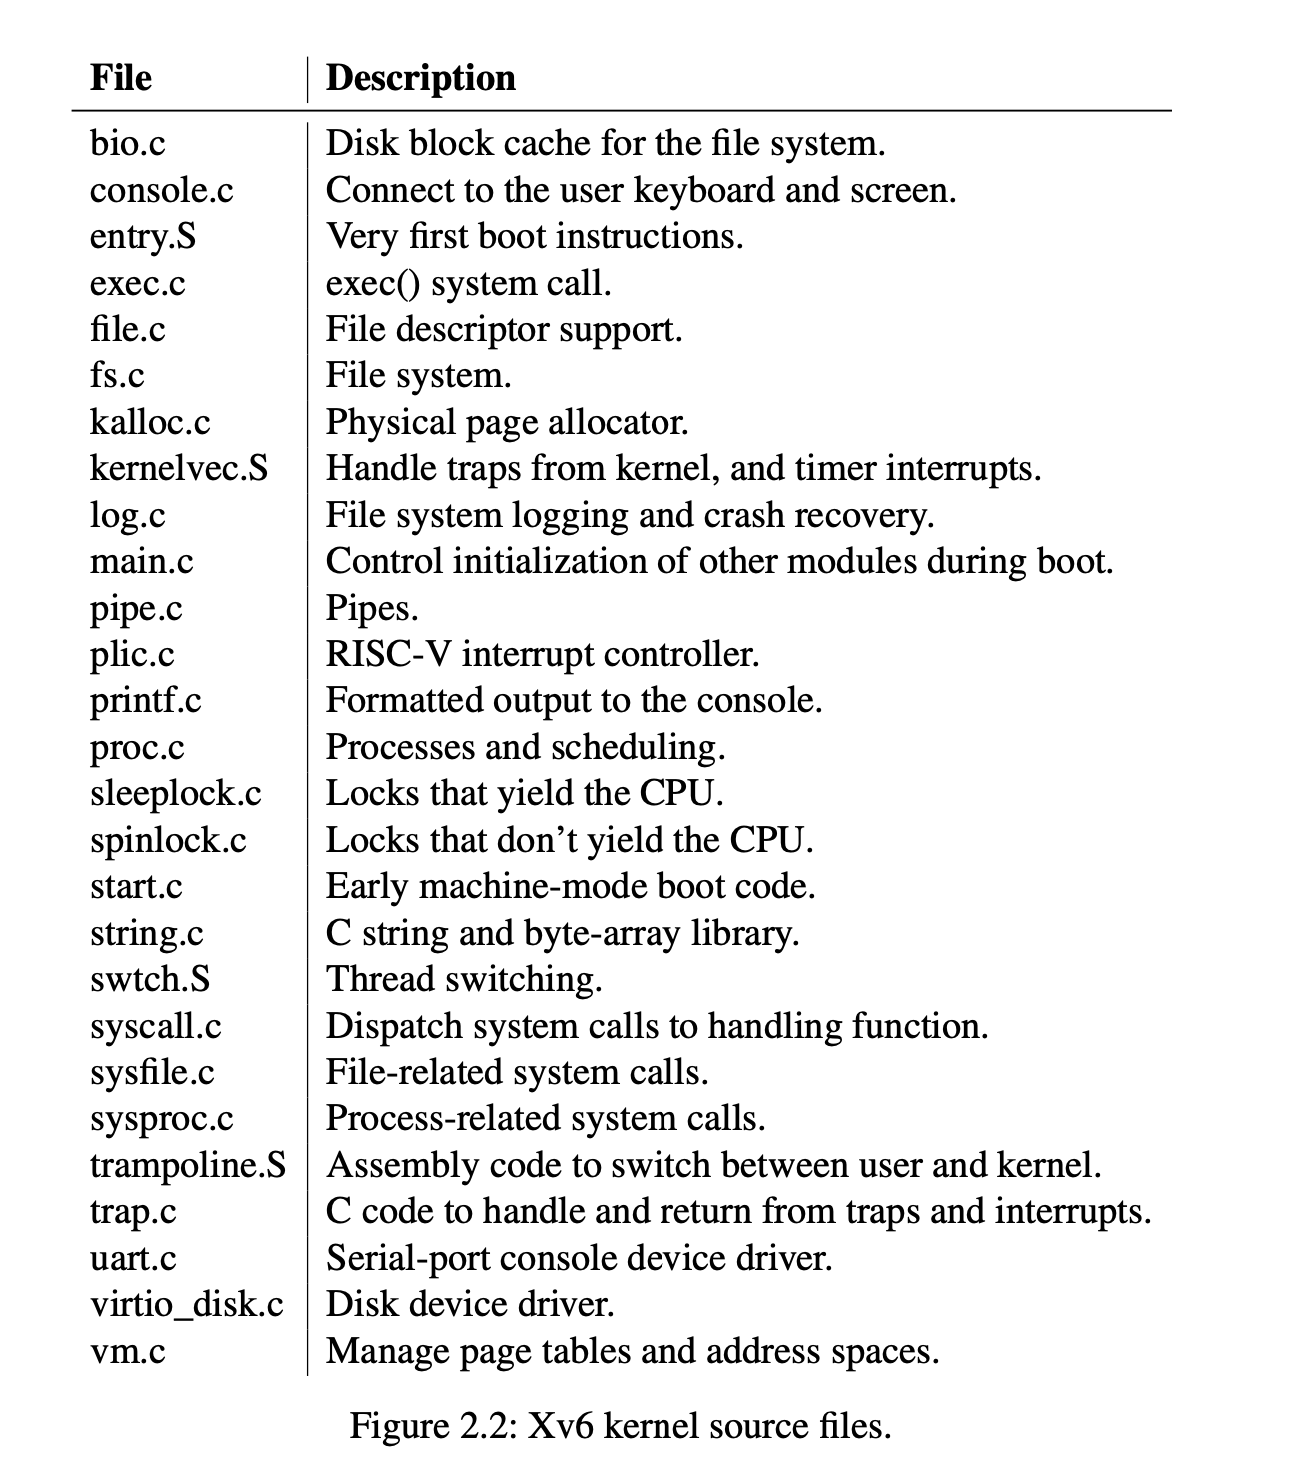 File Description
bio.c Disk block cache for the file system.
console.c Connect to the user keyboard and screen.
entry.S Very first boot instructions.
exec.c exec() system call.
file.c File descriptor support.
fs.c File system.
kalloc.c Physical page allocator.
kernelvec.S Handle traps from kernel, and timer interrupts.
log.c File system logging and crash recovery.
main.c Control initialization of other modules during boot.
pipe.c Pipes.
plic.c RISC-V interrupt controller.
printf.c Formatted output to the console.
proc.c Processes and scheduling.
sleeplock.c Locks that yield the CPU.
spinlock.c Locks that don’t yield the CPU.
start.c Early machine-mode boot code.
string.c C string and byte-array library.
swtch.S Thread switching.
syscall.c Dispatch system calls to handling function.
sysfile.c File-related system calls.
sysproc.c Process-related system calls.
trampoline.S Assembly code to switch between user and kernel.
trap.c C code to handle and return from traps and interrupts.
uart.c Serial-port console device driver.
virtio_disk.c Disk device driver.
vm.c Manage page tables and address spaces.
Figure 2.2: Xv6 kernel source files.